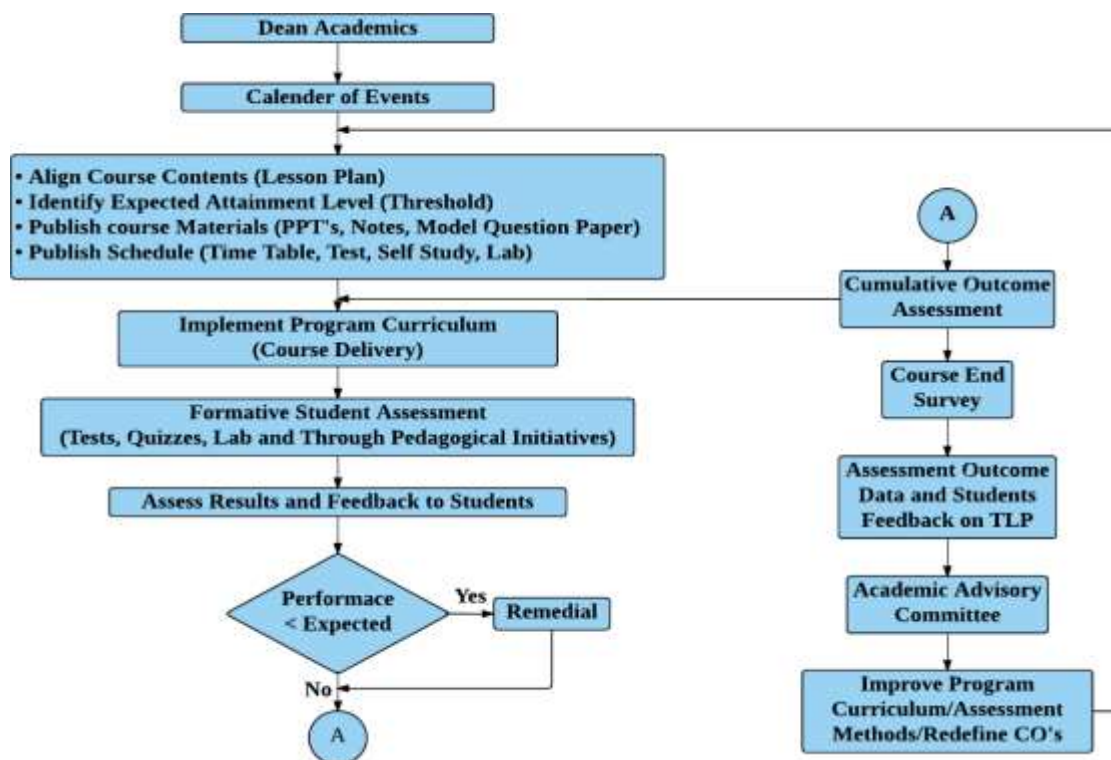 Dean Academics
Calender of Events
• Align Course Contents (Lesson Plan)
• Identify Expected Attainment Level (Threshold)
• Publish course Materials (PPT's, Notes, Model Question Paper)
• Publish Schedule (Time Table, Test, Self Study, Lab)
Implement Program Curriculum
(Course Delivery)
Formative Student Assessment
(Tests, Quizzes, Lab and Through Pedagogical Initiatives)
Assess Results and Feedback to Students
Performace
< Expected
Yes
Remedial
No
A
A
Cumulative Outcome
Assessment
Course End
Survey
Assessment Outcome
Data and Students
Feedback on TLP
Academic Advisory
Committee
Improve Program
Curriculum/Assessment
Methods/Redefine CO's